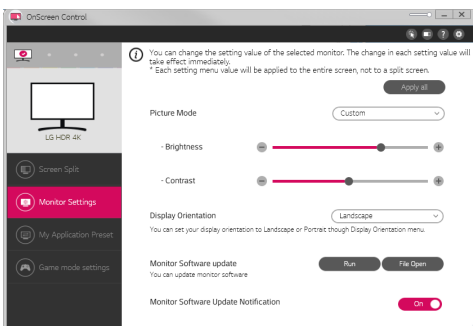 OnScreen Control
You can change the setting value of the selected monitor. The change in each setting value will
take effect immediately.
* Each setting menu value will be applied to the entire screen, not to a split screen.
Apply all
LG HDR 4K
Picture Mode
Custom
- Brightness
- Contrast
Screen Split
Monitor Settings
My Application Preset
Game mode settings
Display Orientation
Landscape
You can set your display orientation to Landscape or Portrait though Display Orientation menu.
Monitor Software update
You can update monitor software
Run
File Open
Monitor Software Update Notification
On